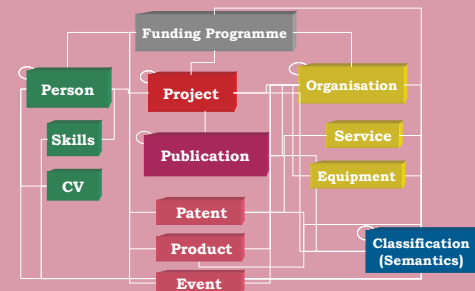 Funding Programme
Person
Project
Organisation
Skills
Publication
Service
CV
Equipment
Patent
Product
Classification
(Semantics)
Event